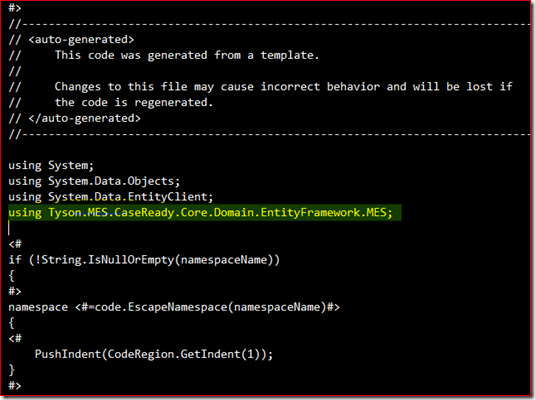 #>
//------------------------------------------------------------------------------
// <auto-generated>
//     This code was generated from a template.
//
//     Changes to this file may cause incorrect behavior and will be lost if
//     the code is regenerated.
// </auto-generated>
//------------------------------------------------------------------------------
using System;
using System.Data.Objects;
using System.Data.EntityClient;
using Tyson.MES.CaseReady.Core.Domain.EntityFramework.MES;
<#
if (!String.IsNullOrEmpty(namespaceName))
{
#>
namespace <#=code.EscapeNamespace(namespaceName)#>
{
<#
    PushIndent(CodeRegion.GetIndent(1));
}
#>